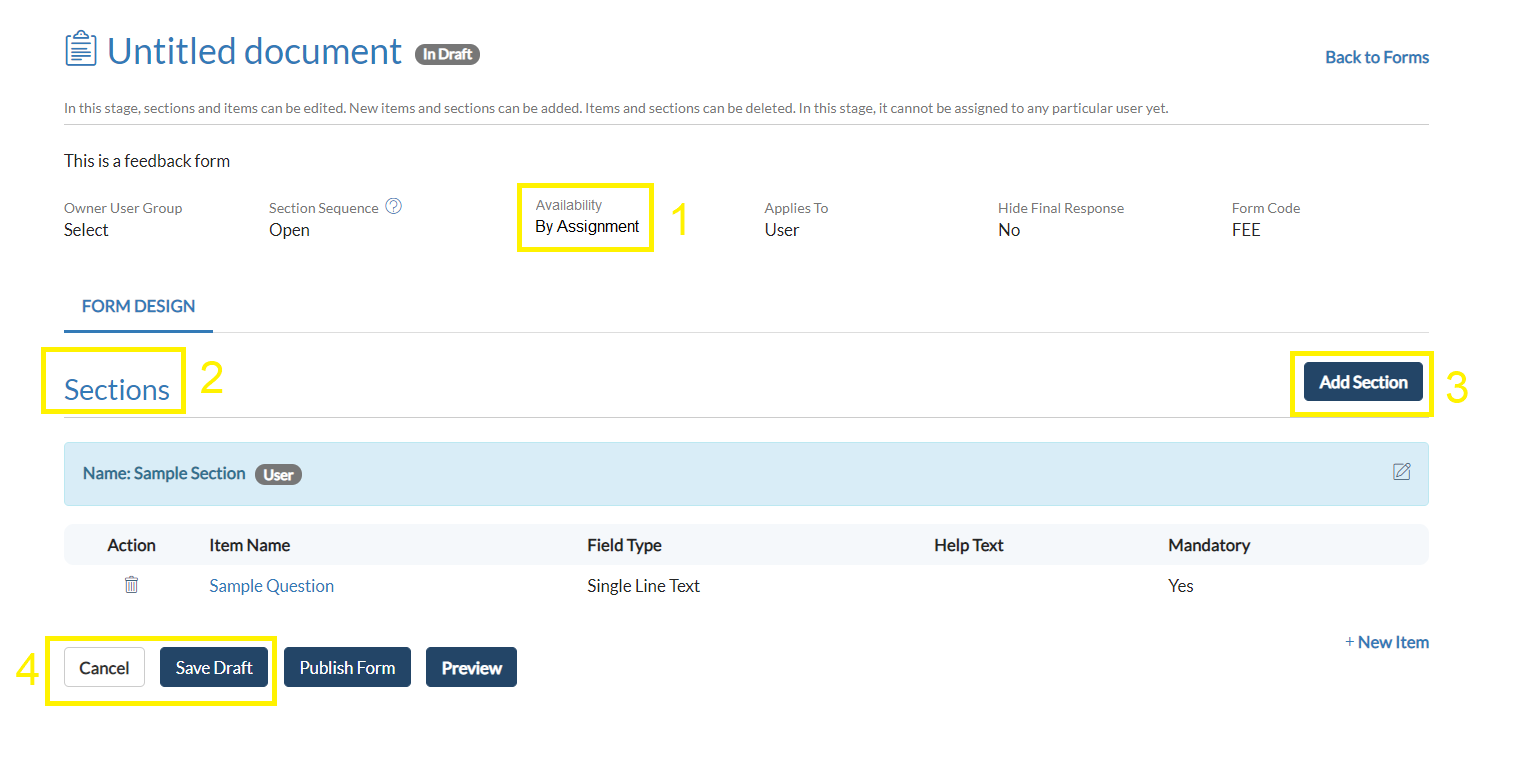 Untitled document In Draft
Back to Forms
In this stage, sections and items can be edited. New items and sections can be added. Items and sections can be deleted. In this stage, it cannot be assigned to any particular user yet.
This is a feedback form
Owner User Group Section Sequence ? Availability Applies To Hide Final Response Form Code
Select Open By Assignment 1 User No FEE
FORM DESIGN
Sections 2 Add Section 3
Name: Sample Section User
Action Item Name Field Type Help Text Mandatory
Sample Question Single Line Text Yes
+ New Item
4 Cancel Save Draft Publish Form Preview